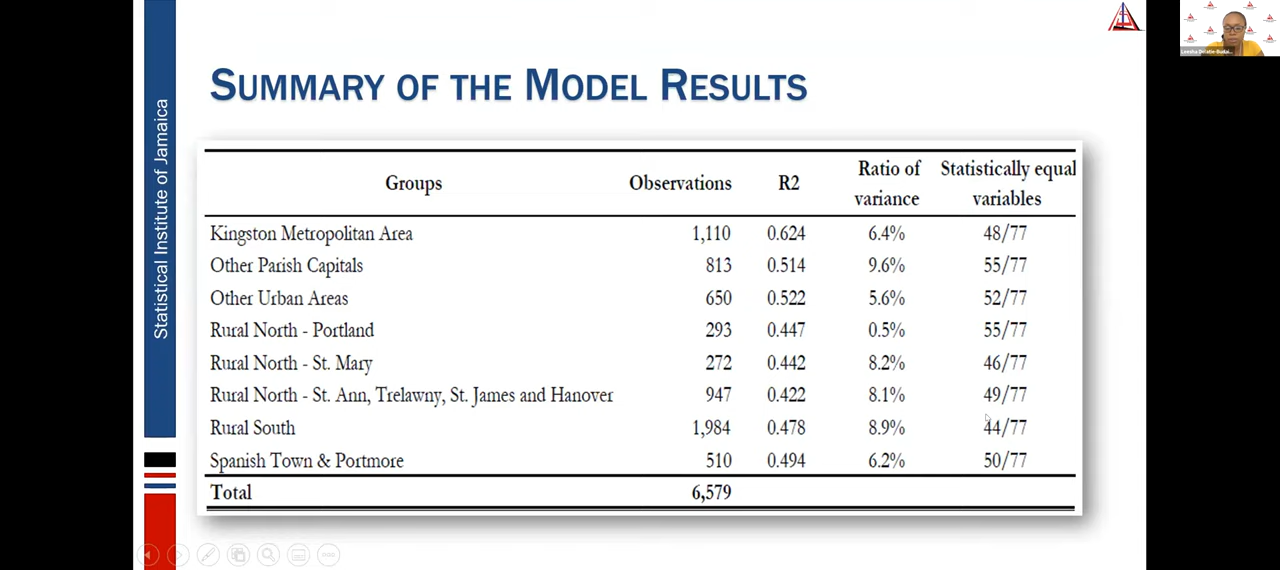 Statistical Institute of Jamaica
SUMMARY OF THE MODEL RESULTS
Groups Observations R2 Ratio of variance Statistically equal variables
Kingston Metropolitan Area 1,110 0.624 6.4% 48/77
Other Parish Capitals 813 0.514 9.6% 55/77
Other Urban Areas 650 0.522 5.6% 52/77
Rural North - Portland 293 0.447 0.5% 55/77
Rural North - St. Mary 272 0.442 8.2% 46/77
Rural North - St. Ann, Trelawny, St. James and Hanover 947 0.422 8.1% 49/77
Rural South 1,984 0.478 8.9% 44/77
Spanish Town & Portmore 510 0.494 6.2% 50/77
Total 6,579